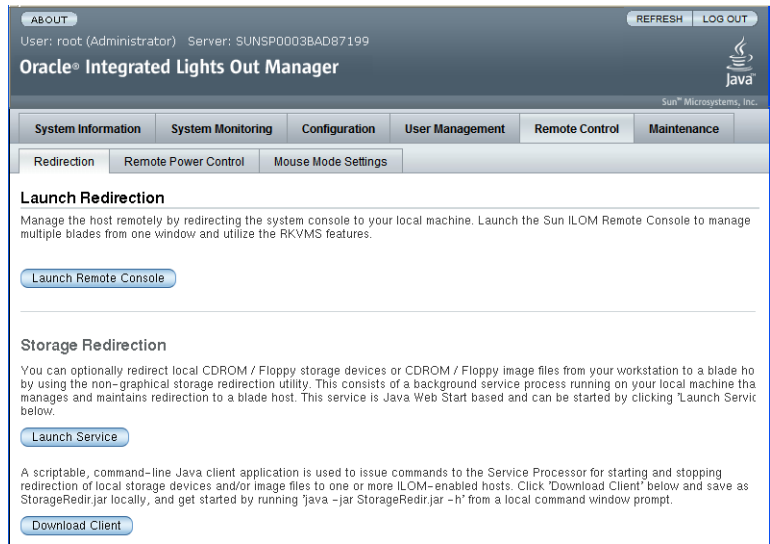 ABOUT
REFRESH LOG OUT
User: root (Administrator) Server: SUNSP0003BAD87199
Oracle® Integrated Lights Out Manager
Java™
Sun™ Microsystems, Inc.
System Information System Monitoring Configuration User Management Remote Control Maintenance
Redirection Remote Power Control Mouse Mode Settings
Launch Redirection
Manage the host remotely by redirecting the system console to your local machine. Launch the Sun ILOM Remote Console to manage
multiple blades from one window and utilize the RKVMS features.
Launch Remote Console
Storage Redirection
You can optionally redirect local CDROM / Floppy storage devices or CDROM / Floppy image files from your workstation to a blade ho
by using the non-graphical storage redirection utility. This consists of a background service process running on your local machine tha
manages and maintains redirection to a blade host. This service is Java Web Start based and can be started by clicking 'Launch Servic
below.
Launch Service
A scriptable, command-line Java client application is used to issue commands to the Service Processor for starting and stopping
redirection of local storage devices and/or image files to one or more ILOM-enabled hosts. Click 'Download Client' below and save as
StorageRedir.jar locally, and get started by running 'java -jar StorageRedir.jar -h' from a local command window prompt.
Download Client